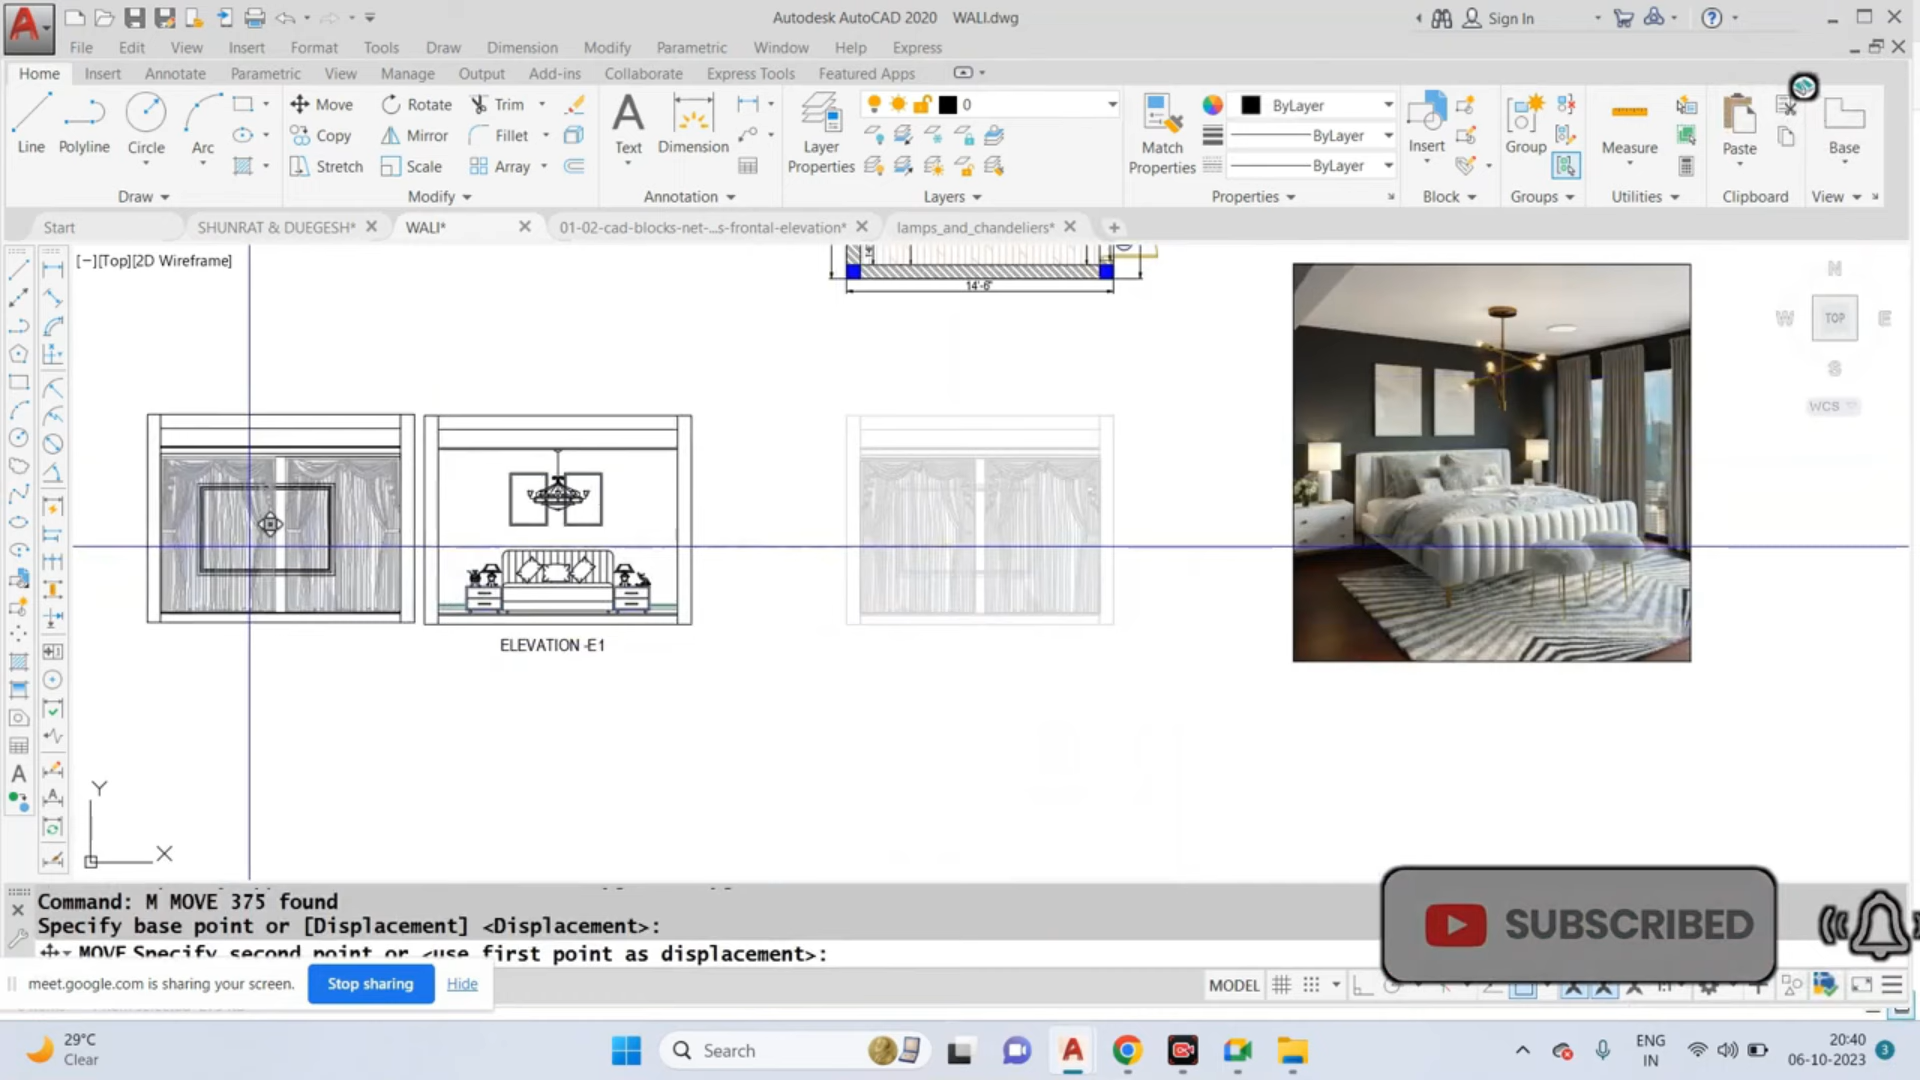 Autodesk AutoCAD 2020 WALI.dwg
Sign In
File Edit View Insert Format Tools Draw Dimension Modify Parametric Window Help Express
Home Insert Annotate Parametric View Manage Output Add-ins Collaborate Express Tools Featured Apps
Line Polyline Circle Arc
Move Rotate Trim
Copy Mirror Fillet
Stretch Scale Array
Text Dimension
Layer Properties
0
Match Properties
ByLayer
ByLayer
ByLayer
Insert
Group
Measure
Paste
Base
Draw Modify Annotation Layers Properties Block Groups Utilities Clipboard View
Start SHUNRAT & DUEGESH* WALI* 01-02-cad-blocks-net-...s-frontal-elevation* lamps_and_chandeliers*
[−][Top][2D Wireframe]
14'-6"
N
W TOP E
S
WCS
ELEVATION -E1
Y
X
A
Command: M MOVE 375 found
Specify base point or [Displacement] <Displacement>:
MOVE Specify second point or <use first point as displacement>:
SUBSCRIBED
meet.google.com is sharing your screen. Stop sharing Hide
MODEL
29°C
Clear
Search
ENG
IN
20:40
06-10-2023
3